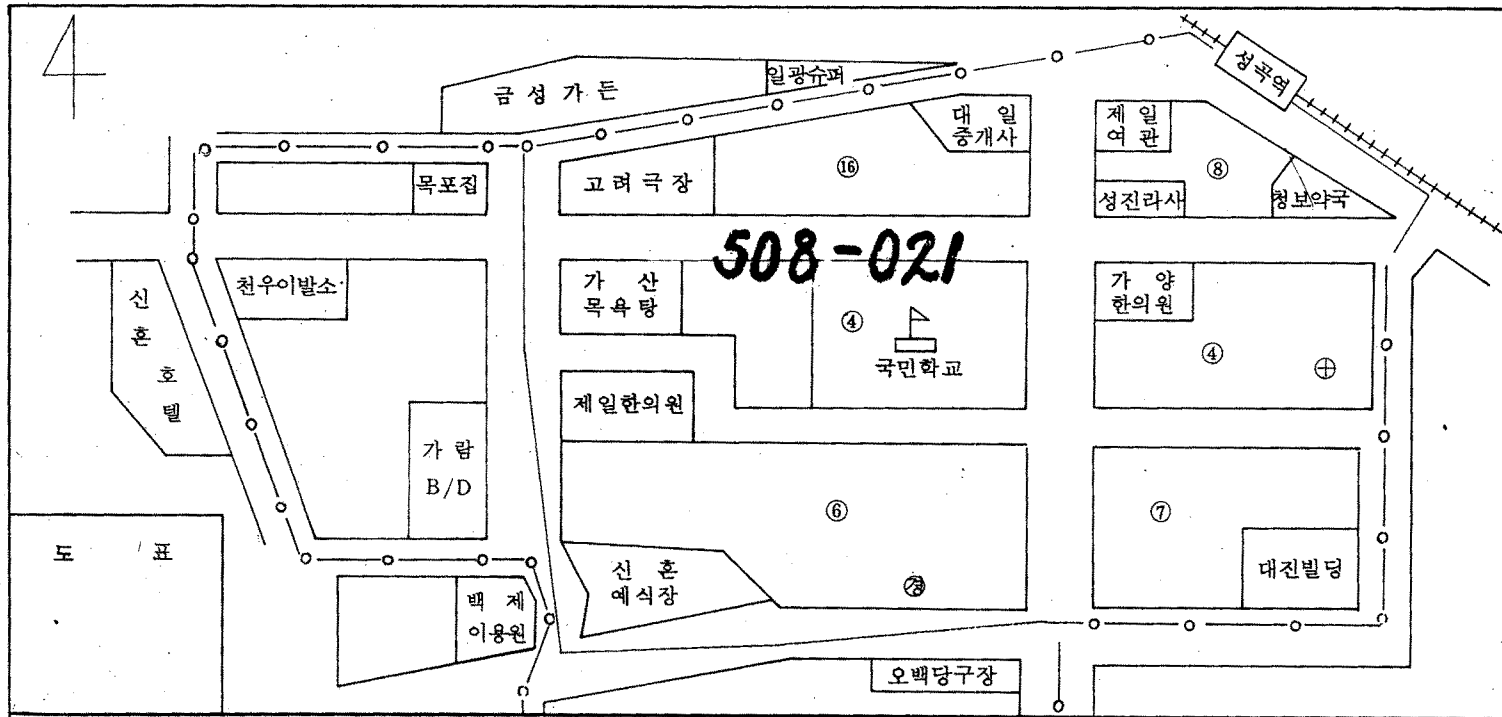 4
성곡역
금성가든
일광슈퍼
대일
중개사
제일
여관
⑧
목포집
고려극장
⑯
성진라사
청보약국
508-021
신혼호텔
천우이발소
가산
목욕탕
④
국민학교
가양
한의원
④
제일한의원
가람
B/D
⑥
⑦
도표
신혼
예식장
경
대진빌딩
백제
이용원
오백당구장